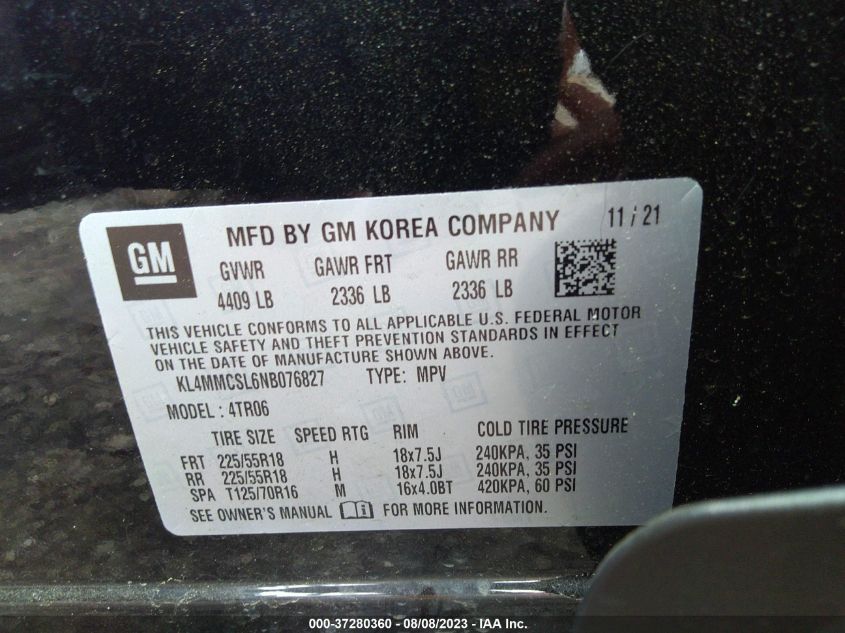 GM
MFD BY GM KOREA COMPANY 11/21
GVWR GAWR FRT GAWR RR
4409 LB 2336 LB 2336 LB
THIS VEHICLE CONFORMS TO ALL APPLICABLE U.S. FEDERAL MOTOR
VEHICLE SAFETY AND THEFT PREVENTION STANDARDS IN EFFECT
ON THE DATE OF MANUFACTURE SHOWN ABOVE.
KL4MMCSL6NB076827 TYPE: MPV
MODEL: 4TR06
TIRE SIZE SPEED RTG RIM COLD TIRE PRESSURE
FRT 225/55R18 H 18x7.5J 240KPA, 35 PSI
RR 225/55R18 H 18x7.5J 240KPA, 35 PSI
SPA T125/70R16 M 16x4.0BT 420KPA, 60 PSI
SEE OWNER'S MANUAL FOR MORE INFORMATION.
000-37280360 - 08/08/2023 - IAA Inc.